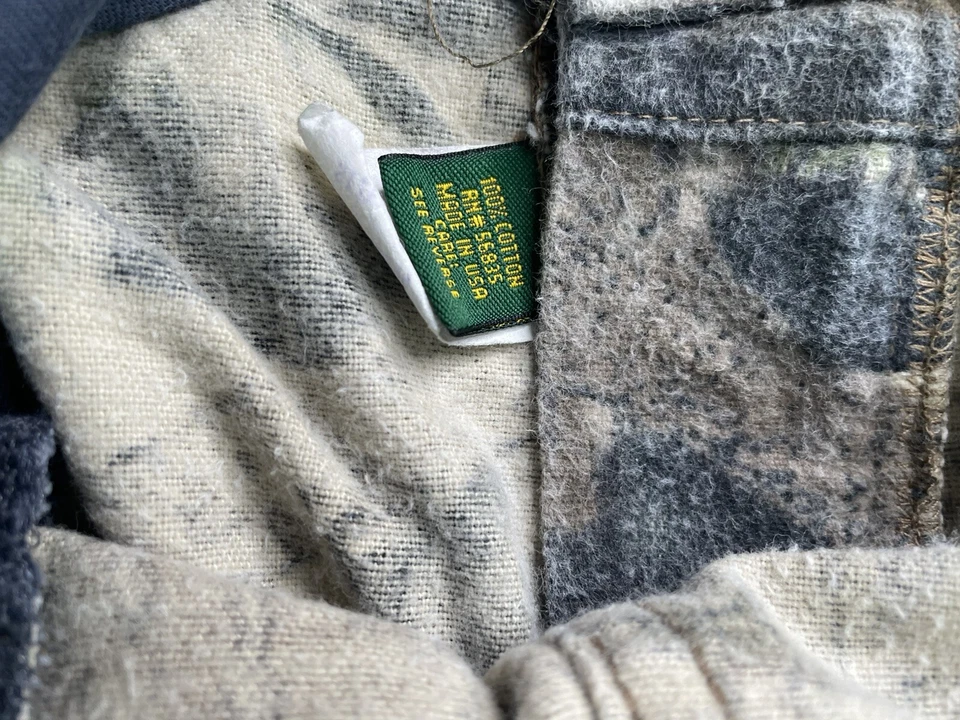 100% COTTON
RN# 56835
MADE IN USA
CARE:
SEE REVERSE